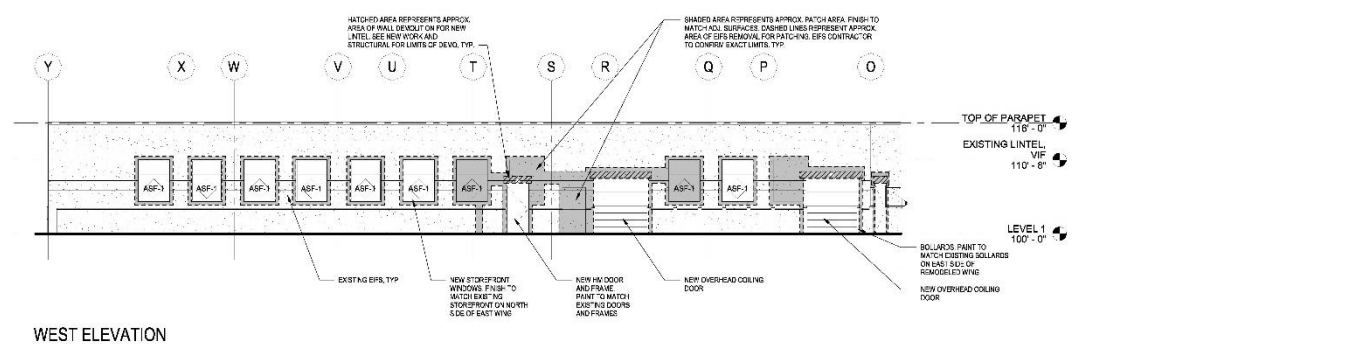 HATCHED AREA REPRESENTS APPROX.
AREA OF WALL DEMOLITION FOR NEW
LINTEL. SEE NEW WORK AND
STRUCTURAL FOR LIMITS OF DEMO, TYP.
SHADED AREA REPRESENTS APPROX. PATCH AREA. FINISH TO
MATCH ADJ. SURFACES. DASHED LINES REPRESENT APPROX.
AREA OF EIFS REMOVAL FOR PATCHING. EIFS CONTRACTOR
TO CONFIRM EXACT LIMITS, TYP.
Y X W V U T S R Q P O
TOP OF PARAPET
116' - 0"
EXISTING LINTEL,
VIF
110' - 8"
ASF-1 ASF-1 ASF-1 ASF-1 ASF-1 ASF-1 ASF-1 ASF-1 ASF-1
LEVEL 1
100' - 0"
EXISTING EIFS, TYP
NEW STOREFRONT
WINDOWS. FINISH TO
MATCH EXISTING
STOREFRONT ON NORTH
SIDE OF EAST WING
NEW HM DOOR
AND FRAME.
PAINT TO MATCH
EXISTING DOORS
AND FRAMES
NEW OVERHEAD COILING
DOOR
BOLLARDS. PAINT TO
MATCH EXISTING BOLLARDS
ON EAST SIDE OF
REMODELED WING
NEW OVERHEAD COILING
DOOR
WEST ELEVATION